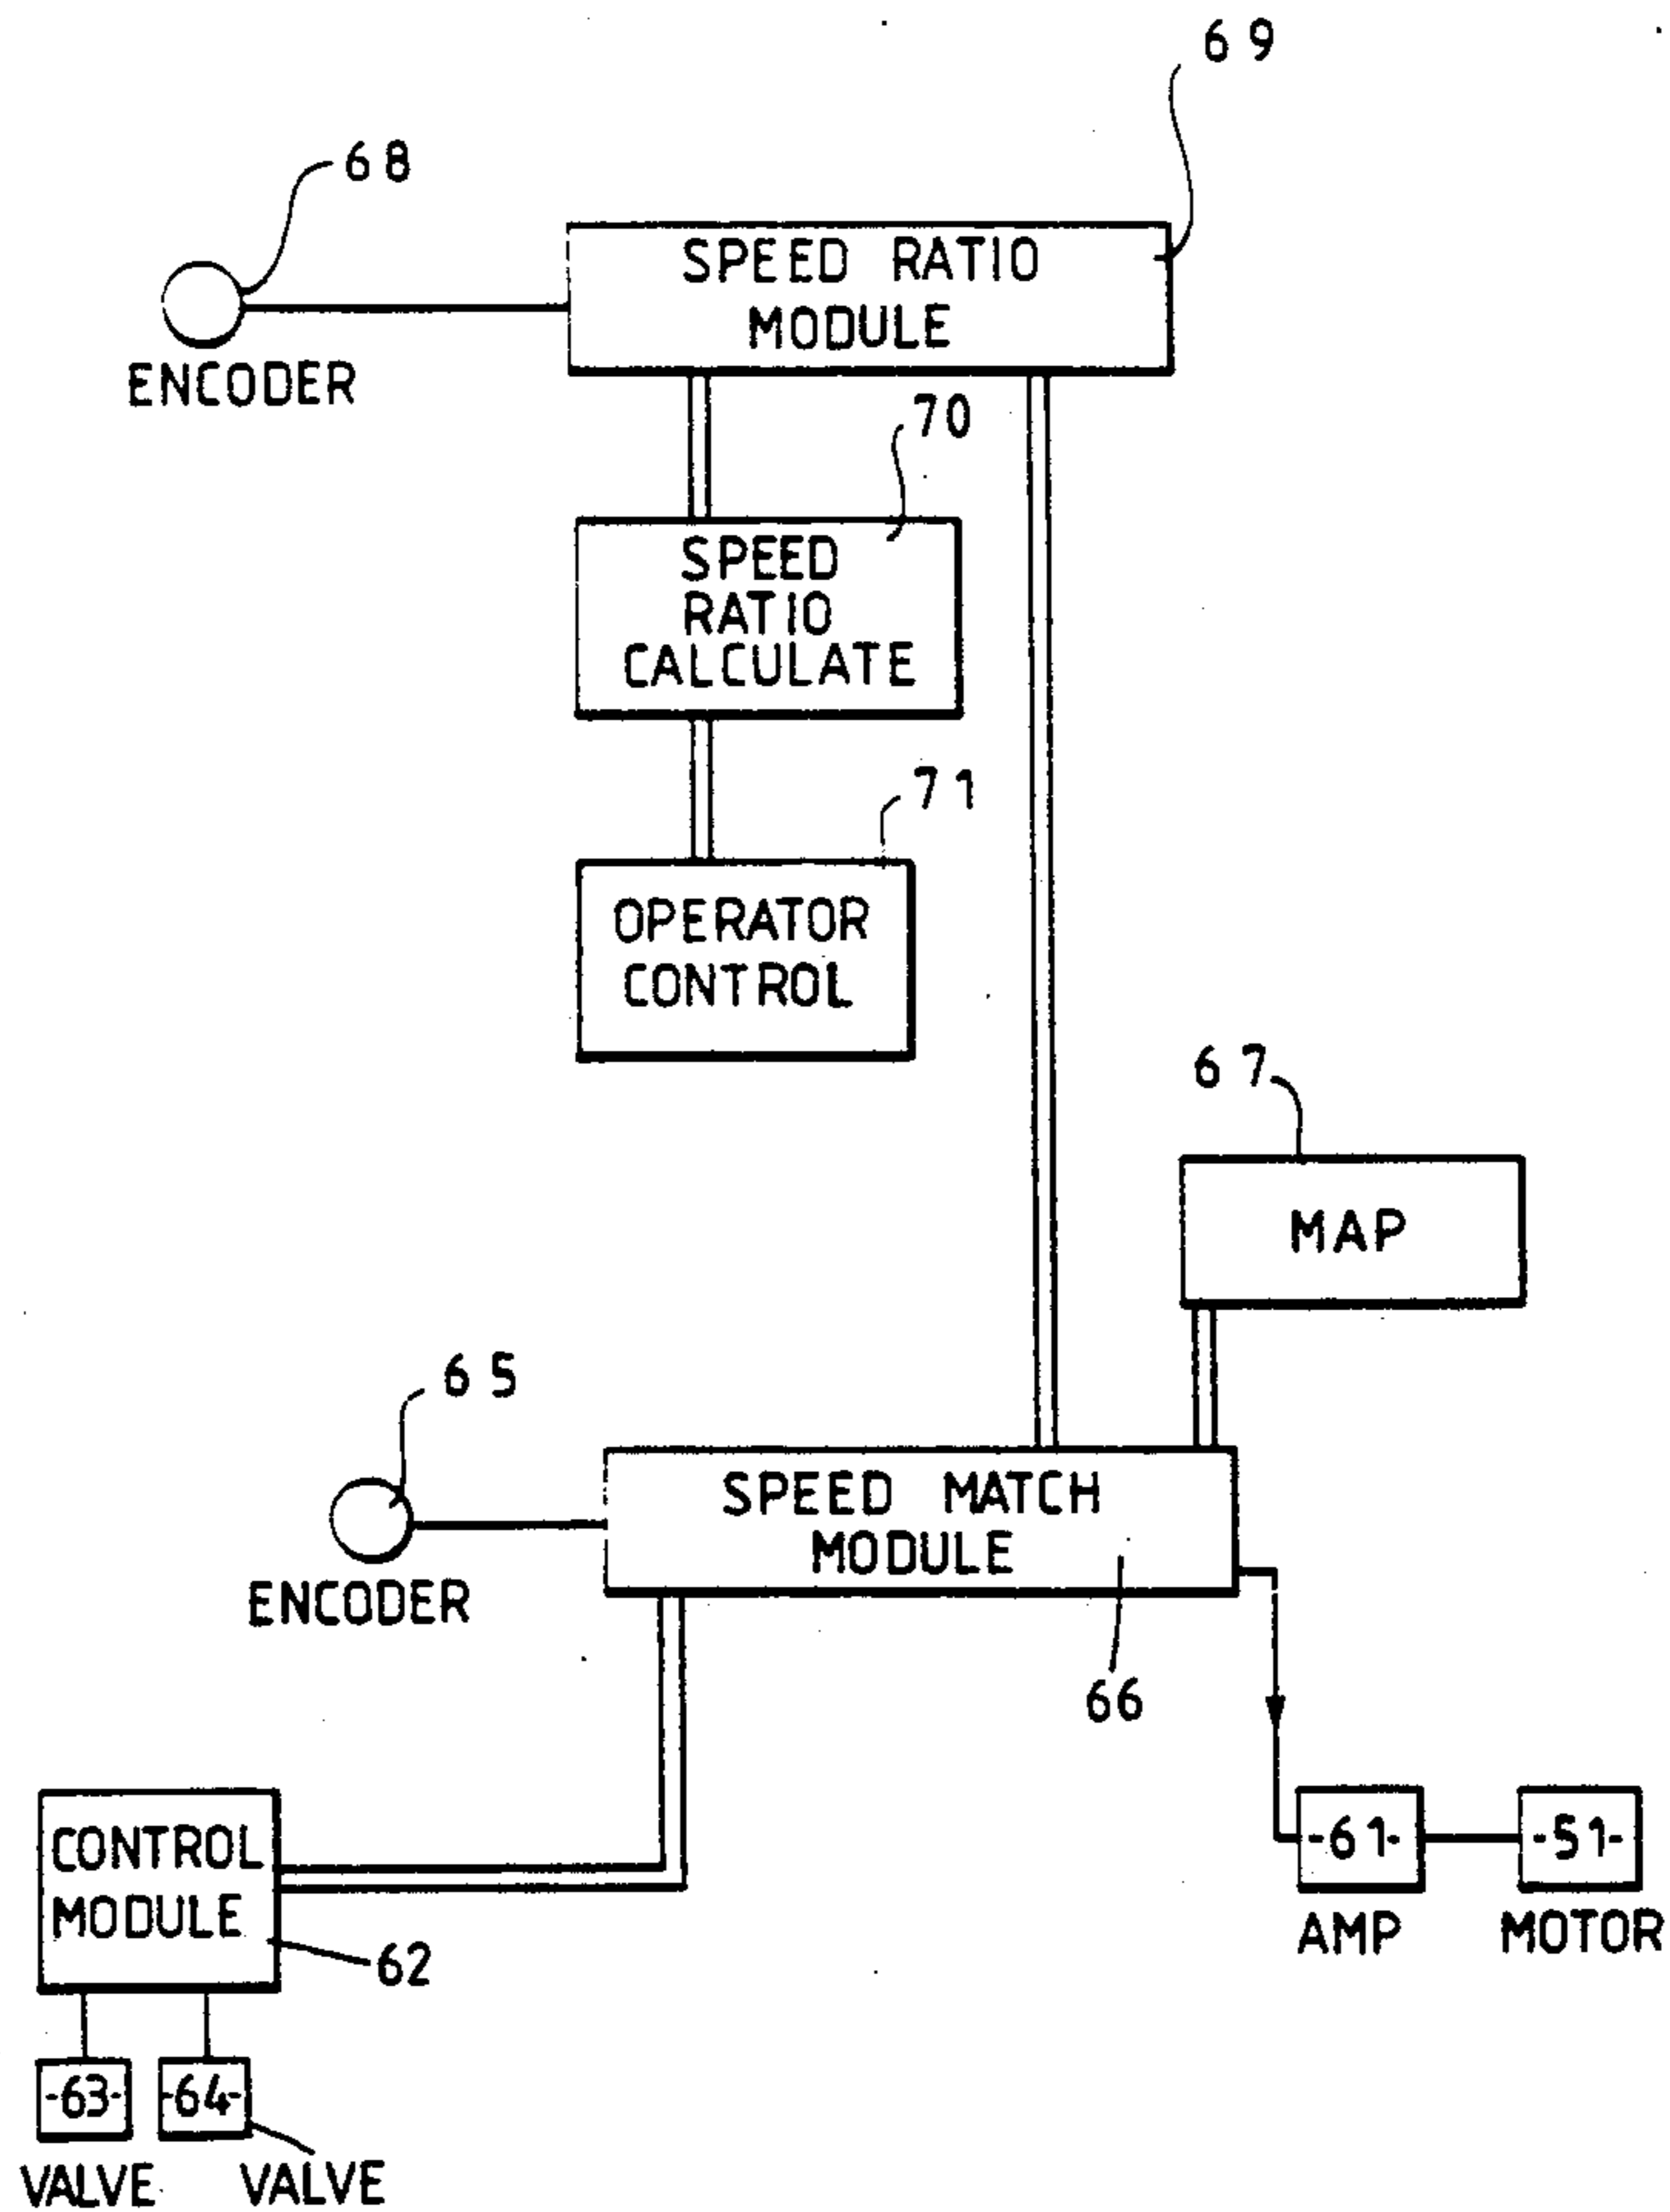 69
68
SPEED RATIO
MODULE
ENCODER
70
SPEED
RATIO
CALCULATE
71
OPERATOR
CONTROL
67
MAP
65
SPEED MATCH
MODULE
ENCODER
66
CONTROL
MODULE
62
-61-
-51-
AMP
MOTOR
-63-
-64-
VALVE
VALVE